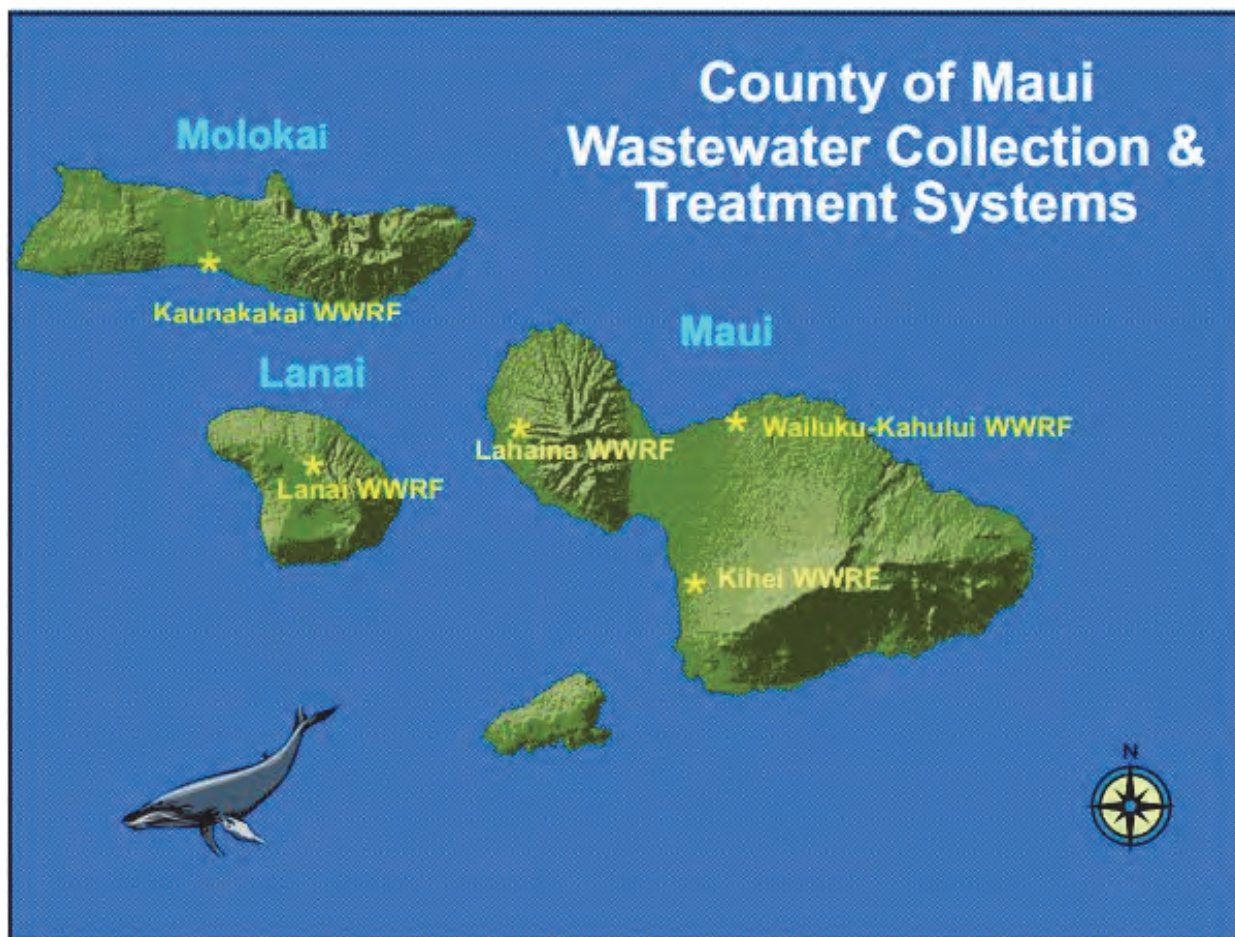 County of Maui
Wastewater Collection &
Treatment Systems
Molokai
Kaunakakai WWRF
Maui
Lanai
Wailuku-Kahului WWRF
Lahaina WWRF
Lanai WWRF
Kihei WWRF
N